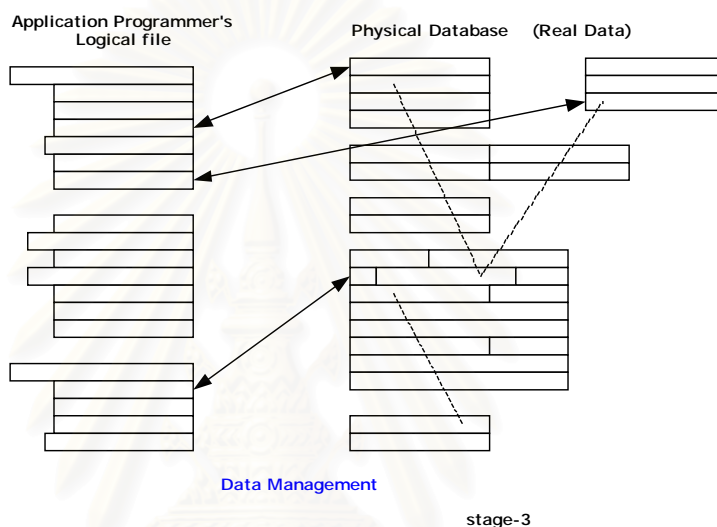 Application Programmer's
Logical file
Physical Database (Real Data)
Data Management
stage-3